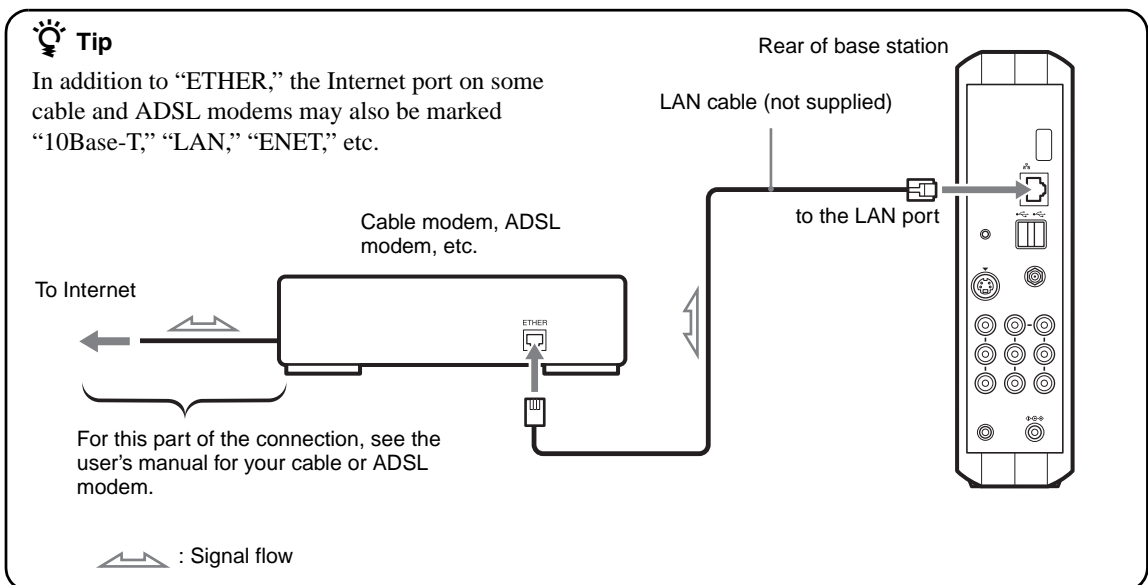 Tip
In addition to “ETHER,” the Internet port on some
cable and ADSL modems may also be marked
“10Base-T,” “LAN,” “ENET,” etc.
Rear of base station
LAN cable (not supplied)
to the LAN port
Cable modem, ADSL
modem, etc.
To Internet
ETHER
For this part of the connection, see the
user’s manual for your cable or ADSL
modem.
: Signal flow